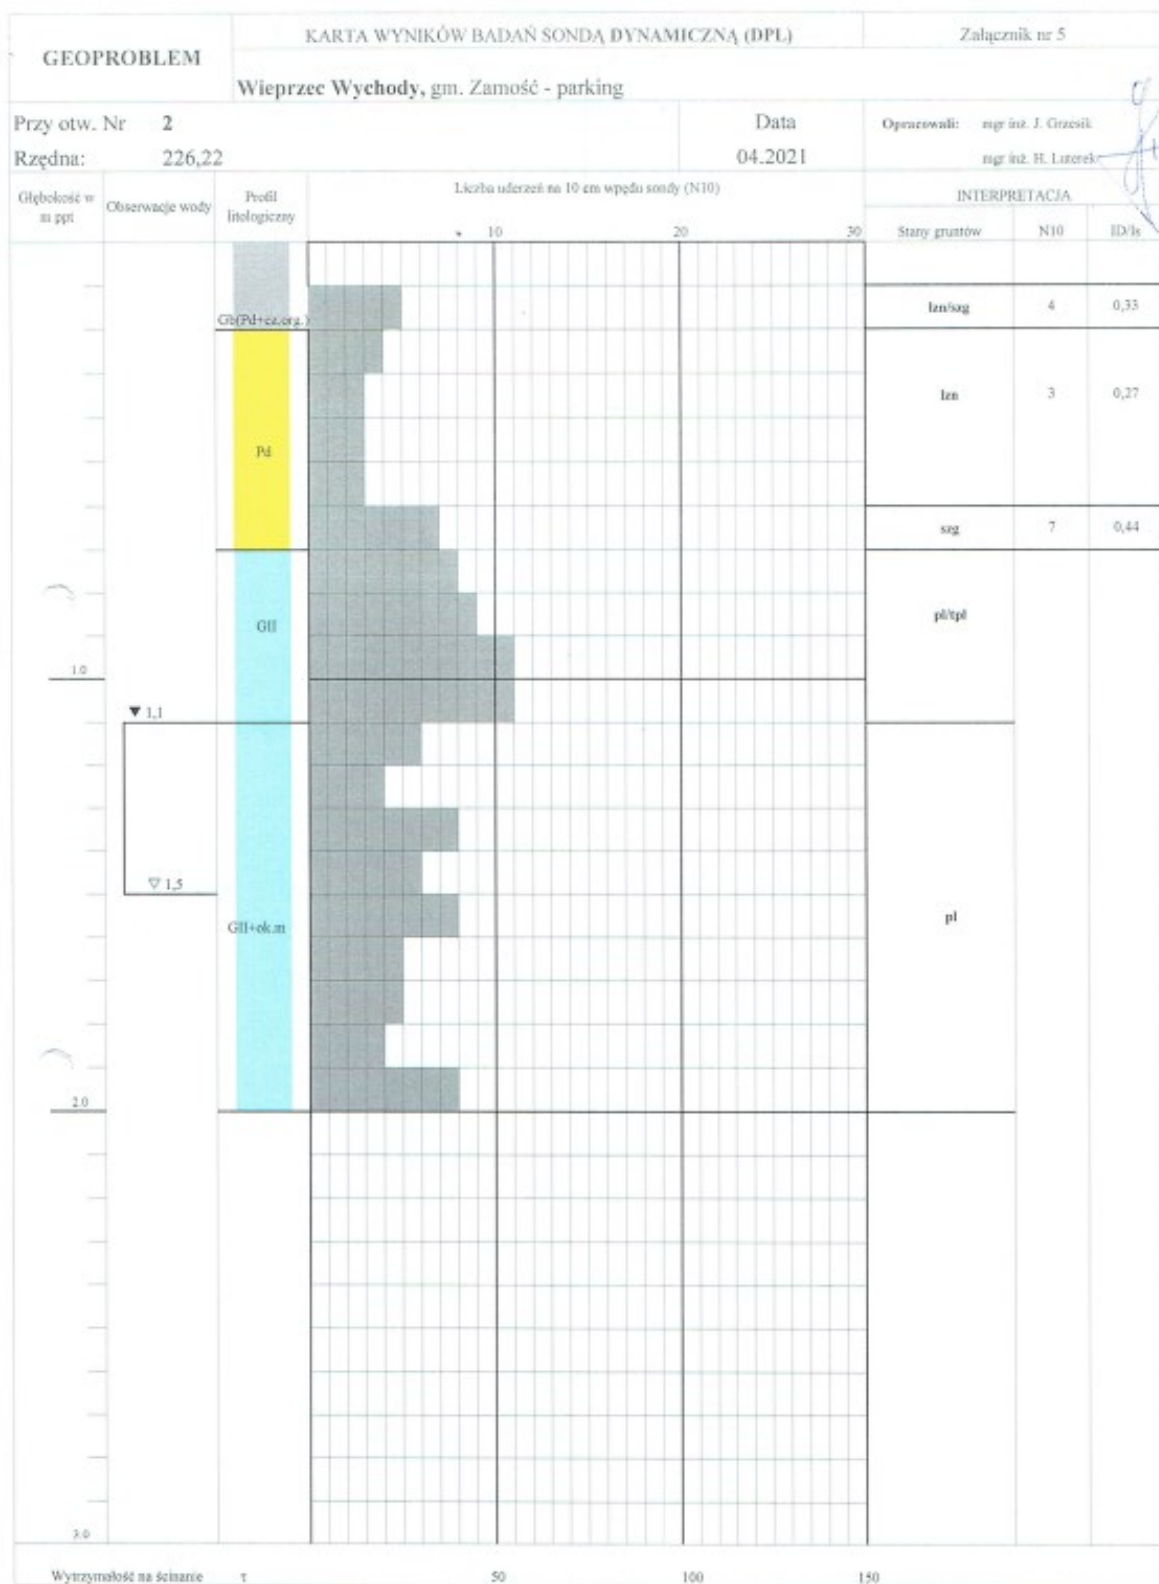 KARTA WYNIKÓW BADAŃ SONDĄ DYNAMICZNĄ (DPL)
Załącznik nr 5
GEOPROBLEM
Wieprzec Wychody, gm. Zamość - parking
Przy otw. Nr 2
Data
Opracowali: mgr inż. J. Grzesik
Rzędna: 226,22
04.2021
mgr inż. H. Luterek
Głębokość w m ppt
Obserwacje wody
Profil litologiczny
Liczba uderzeń na 10 cm wpędu sondy (N10)
INTERPRETACJA
10 20 30
Stany gruntów N10 ID/Is
Gb(Pd+cz.org.)
lzn/szg 4 0,33
lzn 3 0,27
Pd
szg 7 0,44
GII
pl/tpl
1.0
▼ 1,1
▽ 1,5
GII+ok.m
pl
2.0
3.0
Wytrzymałość na ścinanie τ 50 100 150